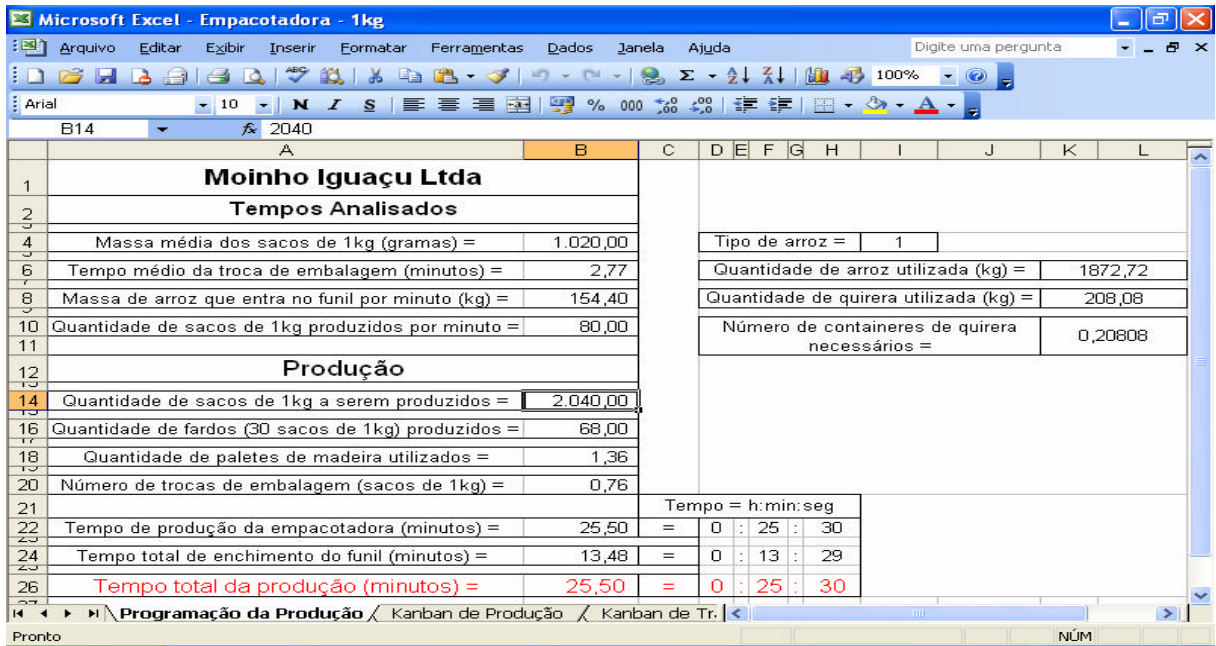 Microsoft Excel - Empacotadora - 1kg
Arquivo Editar Exibir Inserir Formatar Ferramentas Dados Janela Ajuda Digite uma pergunta
100%
Arial 10 N I S % 000
B14 fx 2040
A B C D E F G H I J K L
1 Moinho Iguaçu Ltda
2 Tempos Analisados
4 Massa média dos sacos de 1kg (gramas) = 1.020,00 Tipo de arroz = 1
6 Tempo médio da troca de embalagem (minutos) = 2,77 Quantidade de arroz utilizada (kg) = 1872,72
8 Massa de arroz que entra no funil por minuto (kg) = 154,40 Quantidade de quirera utilizada (kg) = 208,08
10 Quantidade de sacos de 1kg produzidos por minuto = 80,00 Número de containeres de quirera
11 necessários = 0,20808
12 Produção
14 Quantidade de sacos de 1kg a serem produzidos = 2.040,00
16 Quantidade de fardos (30 sacos de 1kg) produzidos = 68,00
18 Quantidade de paletes de madeira utilizados = 1,36
20 Número de trocas de embalagem (sacos de 1kg) = 0,76
21 Tempo = h:min:seg
22 Tempo de produção da empacotadora (minutos) = 25,50 = 0 : 25 : 30
24 Tempo total de enchimento do funil (minutos) = 13,48 = 0 : 13 : 29
26 Tempo total da produção (minutos) = 25,50 = 0 : 25 : 30
Programação da Produção / Kanban de Produção / Kanban de Tr.
Pronto NÚM